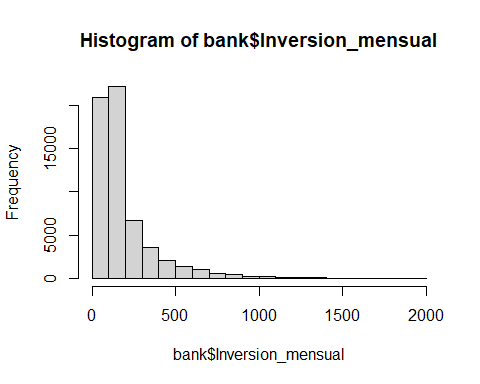 Histogram of bank$Inversion_mensual
Frequency
15000
5000
0
0 500 1000 1500 2000
bank$Inversion_mensual